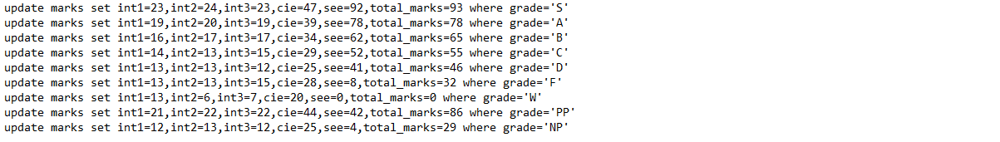 update marks set int1=23,int2=24,int3=23,cie=47,see=92,total_marks=93 where grade='S'
update marks set int1=19,int2=20,int3=19,cie=39,see=78,total_marks=78 where grade='A'
update marks set int1=16,int2=17,int3=17,cie=34,see=62,total_marks=65 where grade='B'
update marks set int1=14,int2=13,int3=15,cie=29,see=52,total_marks=55 where grade='C'
update marks set int1=13,int2=13,int3=12,cie=25,see=41,total_marks=46 where grade='D'
update marks set int1=13,int2=13,int3=15,cie=28,see=8,total_marks=32 where grade='F'
update marks set int1=13,int2=6,int3=7,cie=20,see=0,total_marks=0 where grade='W'
update marks set int1=21,int2=22,int3=22,cie=44,see=42,total_marks=86 where grade='PP'
update marks set int1=12,int2=13,int3=12,cie=25,see=4,total_marks=29 where grade='NP'